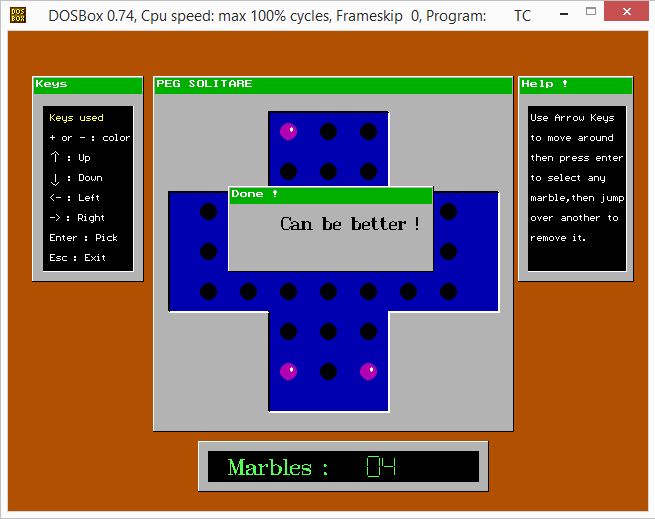 DOS BOX
DOSBox 0.74, Cpu speed: max 100% cycles, Frameskip 0, Program: TC
Keys
Keys used
+ or - : color
↑ : Up
↓ : Down
<- : Left
-> : Right
Enter : Pick
Esc : Exit
PEG SOLITARE
Done !
Can be better !
Help !
Use Arrow Keys
to move around
then press enter
to select any
marble,then jump
over another to
remove it.
Marbles : 04